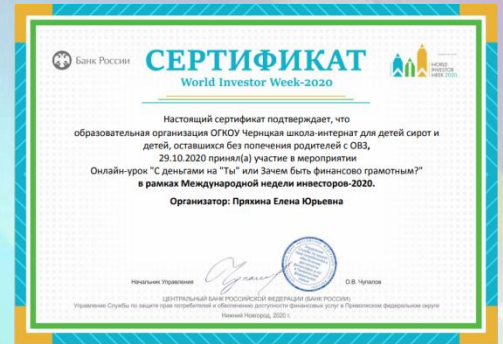 Банк России
СЕРТИФИКАТ
World Investor Week-2020
WORLD
INVESTOR
WEEK 2020
Настоящий сертификат подтверждает, что
образовательная организация ОГКОУ Чернцкая школа-интернат для детей сирот и
детей, оставшихся без попечения родителей с ОВЗ,
29.10.2020 принял(а) участие в мероприятии
Онлайн-урок "С деньгами на "Ты" или Зачем быть финансово грамотным?"
в рамках Международной недели инвесторов-2020.
Организатор: Пряхина Елена Юрьевна
Начальник Управления
О.В. Чупалов
ЦЕНТРАЛЬНЫЙ БАНК РОССИЙСКОЙ ФЕДЕРАЦИИ (БАНК РОССИИ)
Управление Службы по защите прав потребителей и обеспечению доступности финансовых услуг в Приволжском федеральном округе
Нижний Новгород, 2020 г.